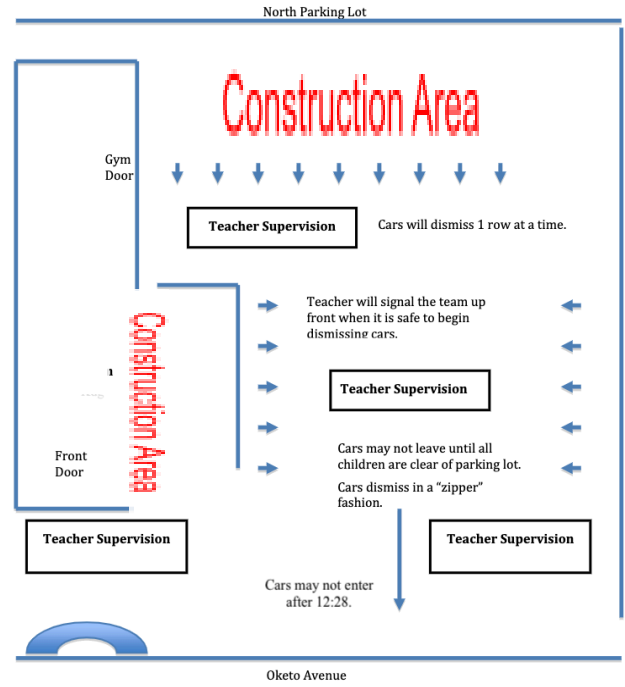 North Parking Lot
Construction Area
Gym
Door
Teacher Supervision
Cars will dismiss 1 row at a time.
Teacher will signal the team up
front when it is safe to begin
dismissing cars.
Construction Area
Teacher Supervision
Cars may not leave until all
children are clear of parking lot.
Cars dismiss in a “zipper”
fashion.
Front
Door
Teacher Supervision
Teacher Supervision
Cars may not enter
after 12:28.
Oketo Avenue